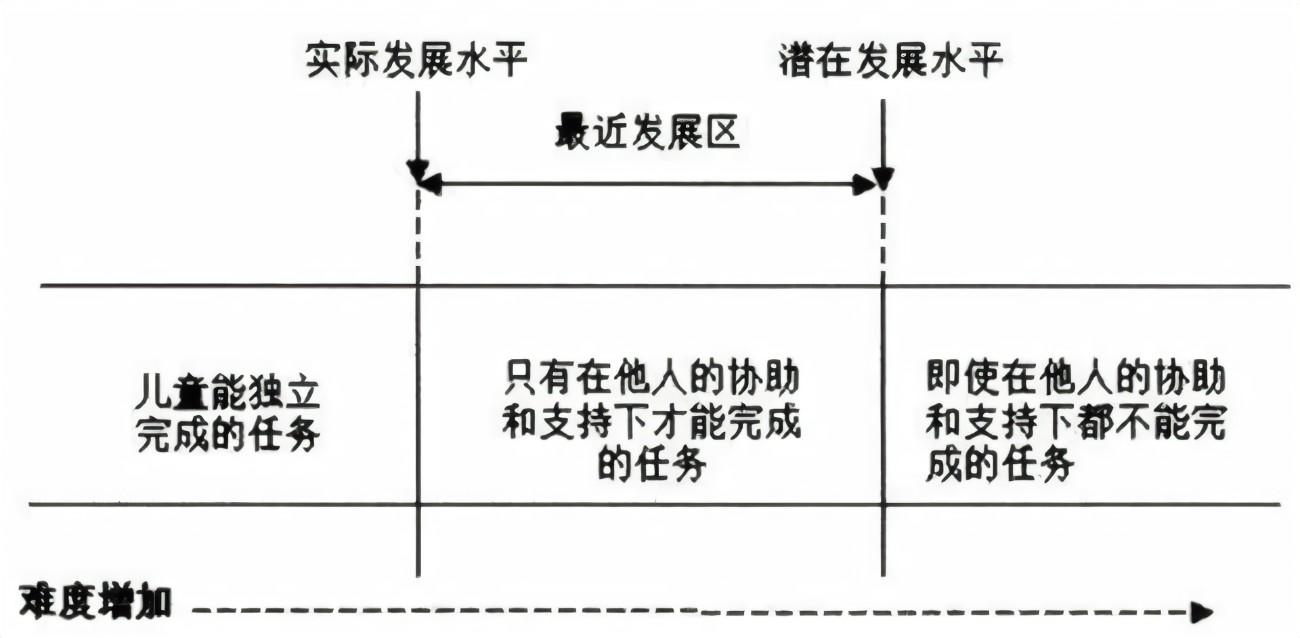 实际发展水平
潜在发展水平
最近发展区
儿童能独立
完成的任务
只有在他人的协助
和支持下才能完成
的任务
即使在他人的协助
和支持下都不能完
成的任务
难度增加